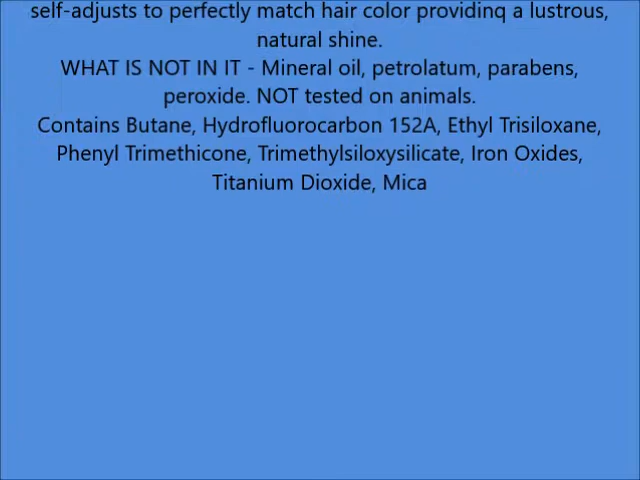 self-adjusts to perfectly match hair color providing a lustrous,
natural shine.
WHAT IS NOT IN IT - Mineral oil, petrolatum, parabens,
peroxide. NOT tested on animals.
Contains Butane, Hydrofluorocarbon 152A, Ethyl Trisiloxane,
Phenyl Trimethicone, Trimethylsiloxysilicate, Iron Oxides,
Titanium Dioxide, Mica